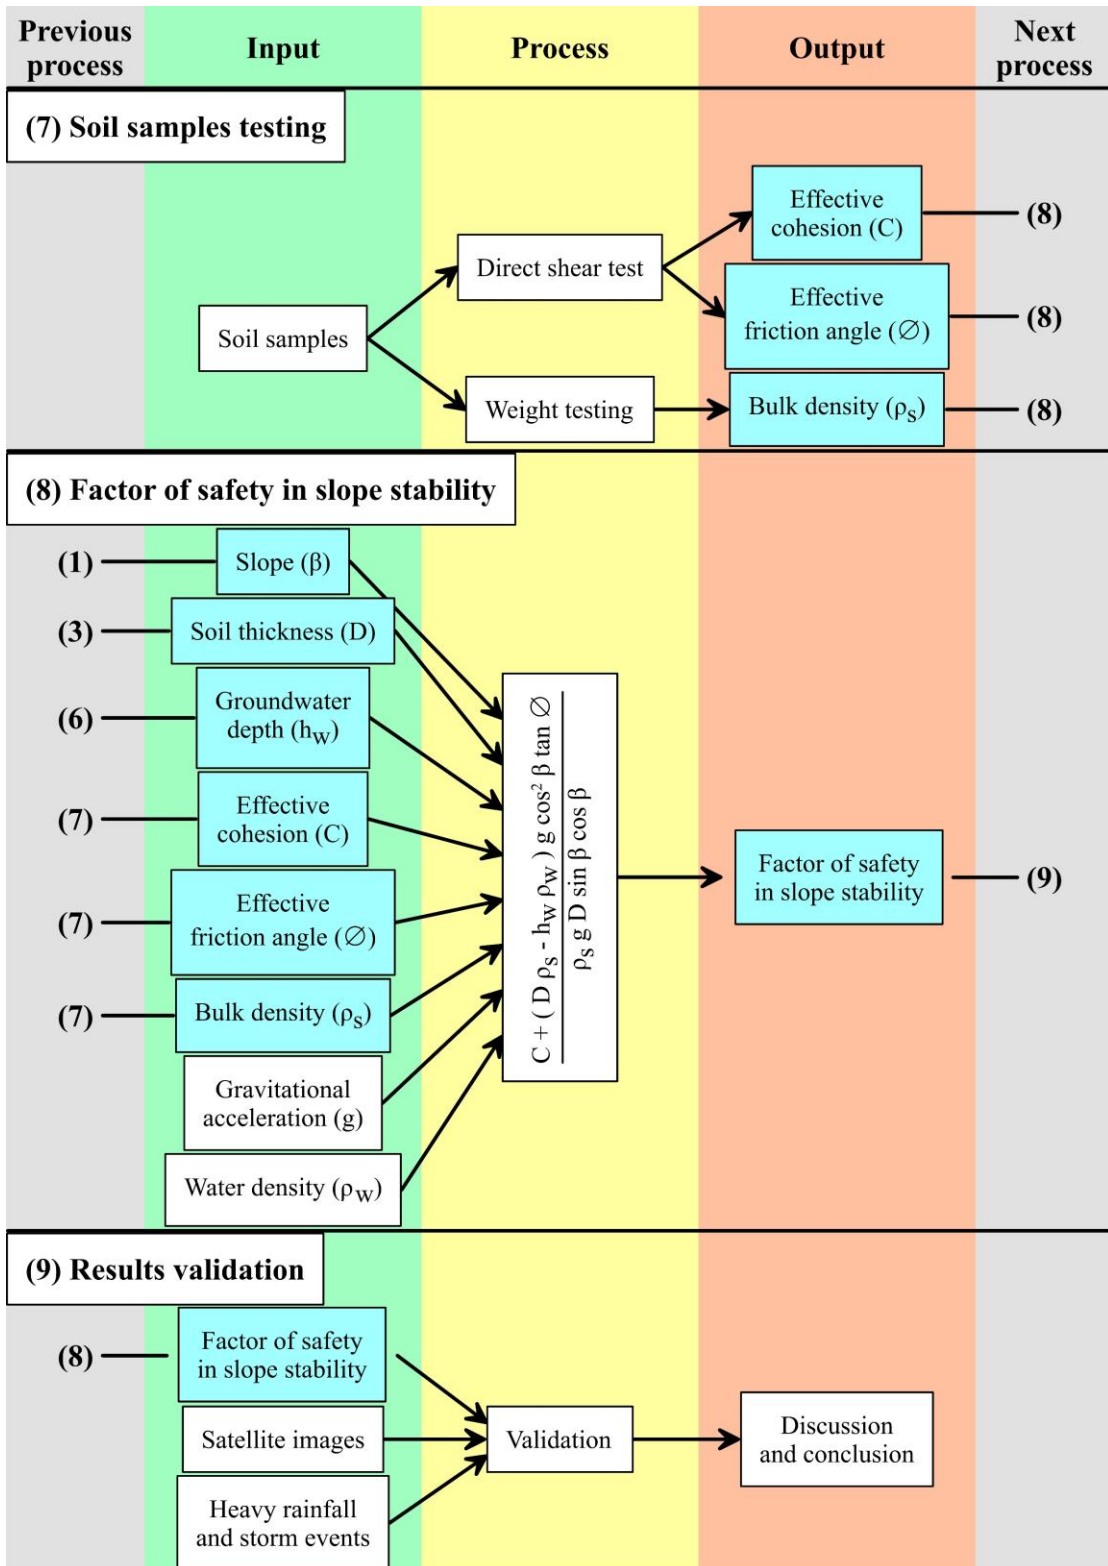 Previous process
Input
Process
Output
Next process
(7) Soil samples testing
Soil samples
Direct shear test
Weight testing
Effective
cohesion (C)
(8)
Effective
friction angle (∅)
(8)
Bulk density (ρs)
(8)
(8) Factor of safety in slope stability
(1)
Slope (β)
(3)
Soil thickness (D)
(6)
Groundwater
depth (hw)
(7)
Effective
cohesion (C)
(7)
Effective
friction angle (∅)
(7)
Bulk density (ρs)
Gravitational
acceleration (g)
Water density (ρw)
C + ( D ρs - hw ρw ) g cos² β tan ∅
ρs g D sin β cos β
Factor of safety
in slope stability
(9)
(9) Results validation
(8)
Factor of safety
in slope stability
Satellite images
Heavy rainfall
and storm events
Validation
Discussion
and conclusion